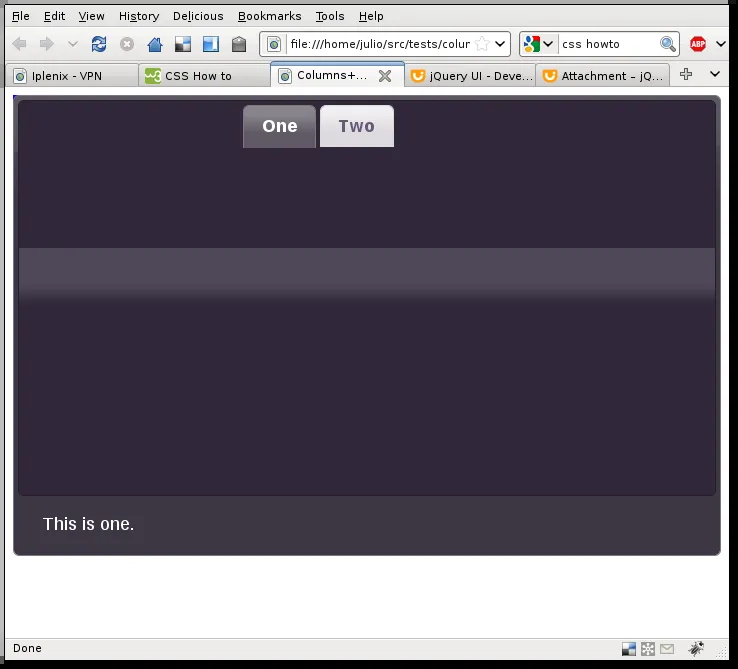 File Edit View History Delicious Bookmarks Tools Help
file:///home/julio/src/tests/colur css howto ABP
Iplenix - VPN w3 CSS How to Columns+... jQuery UI - Deve... Attachment – jQ...
One Two
This is one.
Done